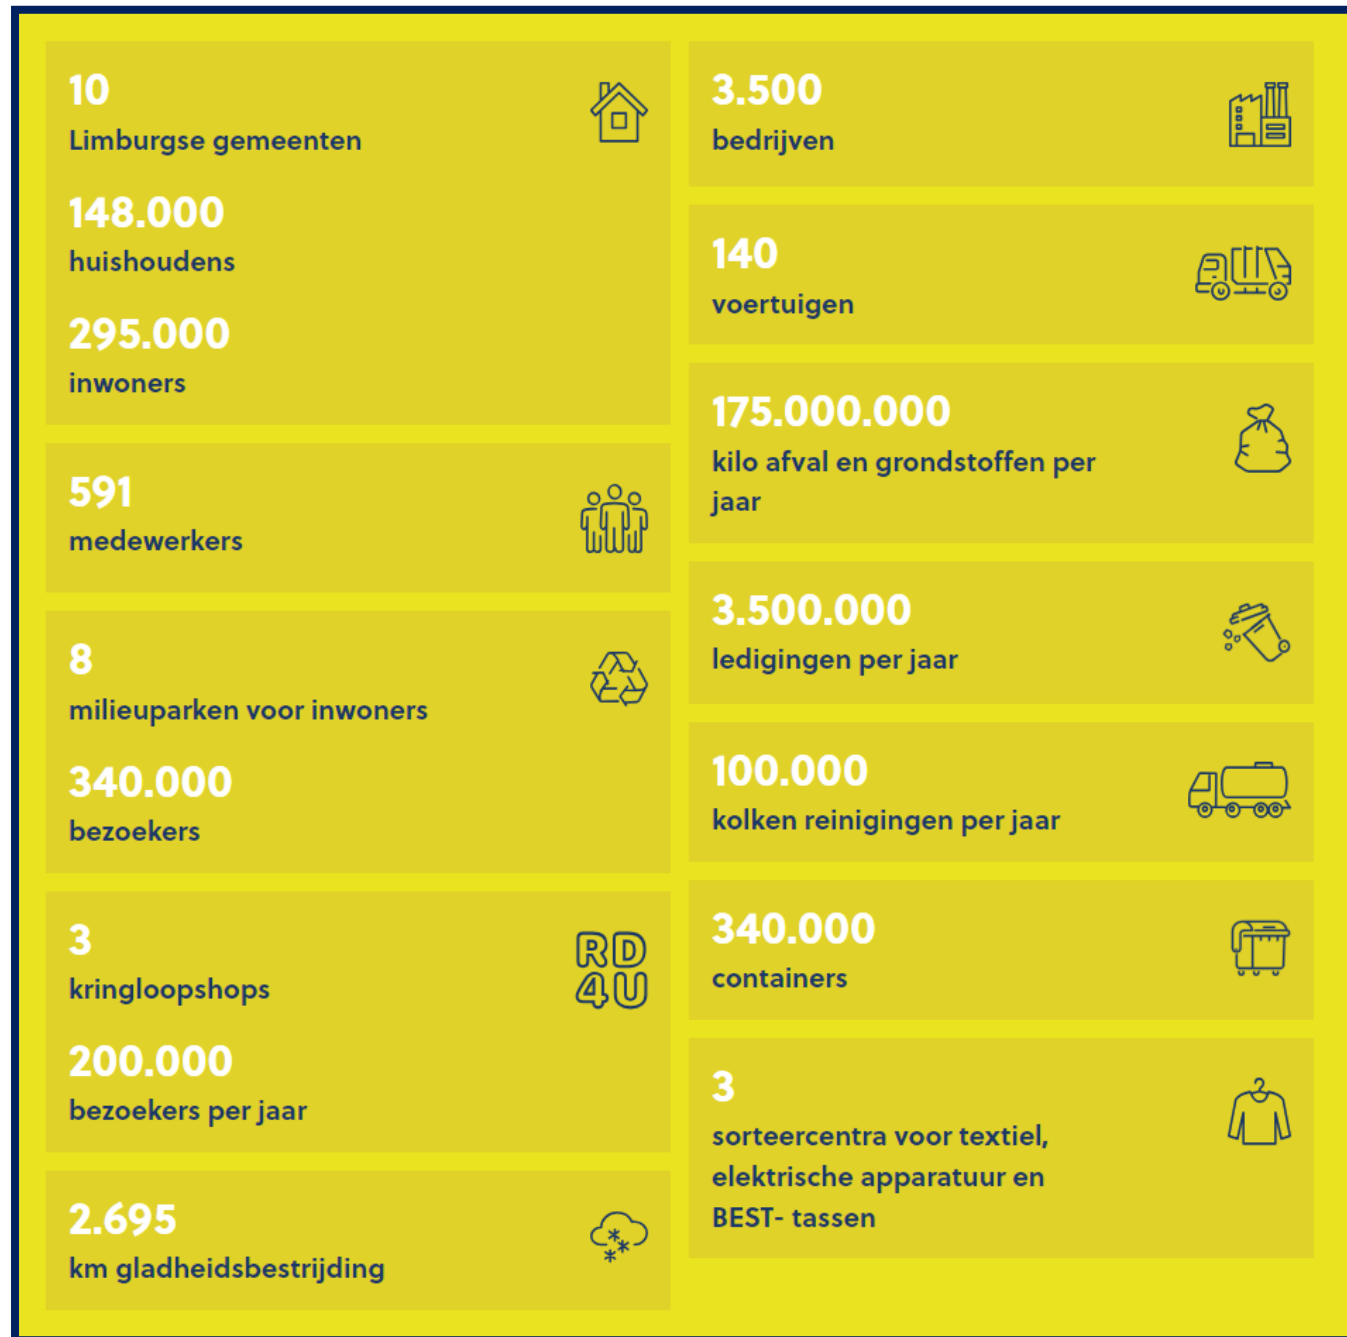 10
Limburgse gemeenten
148.000
huishoudens
295.000
inwoners
591
medewerkers
8
milieuparken voor inwoners
340.000
bezoekers
3
kringloopshops
RD
4U
200.000
bezoekers per jaar
2.695
km gladheidsbestrijding
3.500
bedrijven
140
voertuigen
175.000.000
kilo afval en grondstoffen per
jaar
3.500.000
ledigingen per jaar
100.000
kolken reinigingen per jaar
340.000
containers
3
sorteercentra voor textiel,
elektrische apparatuur en
BEST- tassen